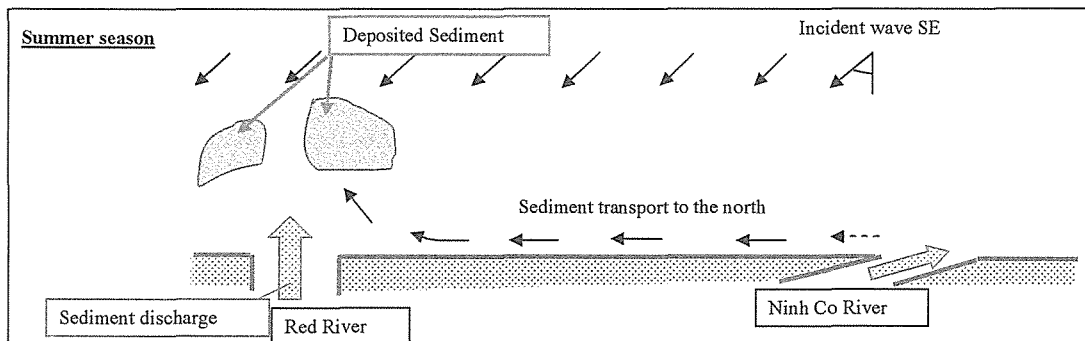 Summer season
Deposited Sediment
Incident wave SE
Sediment transport to the north
Sediment discharge
Red River
Ninh Co River